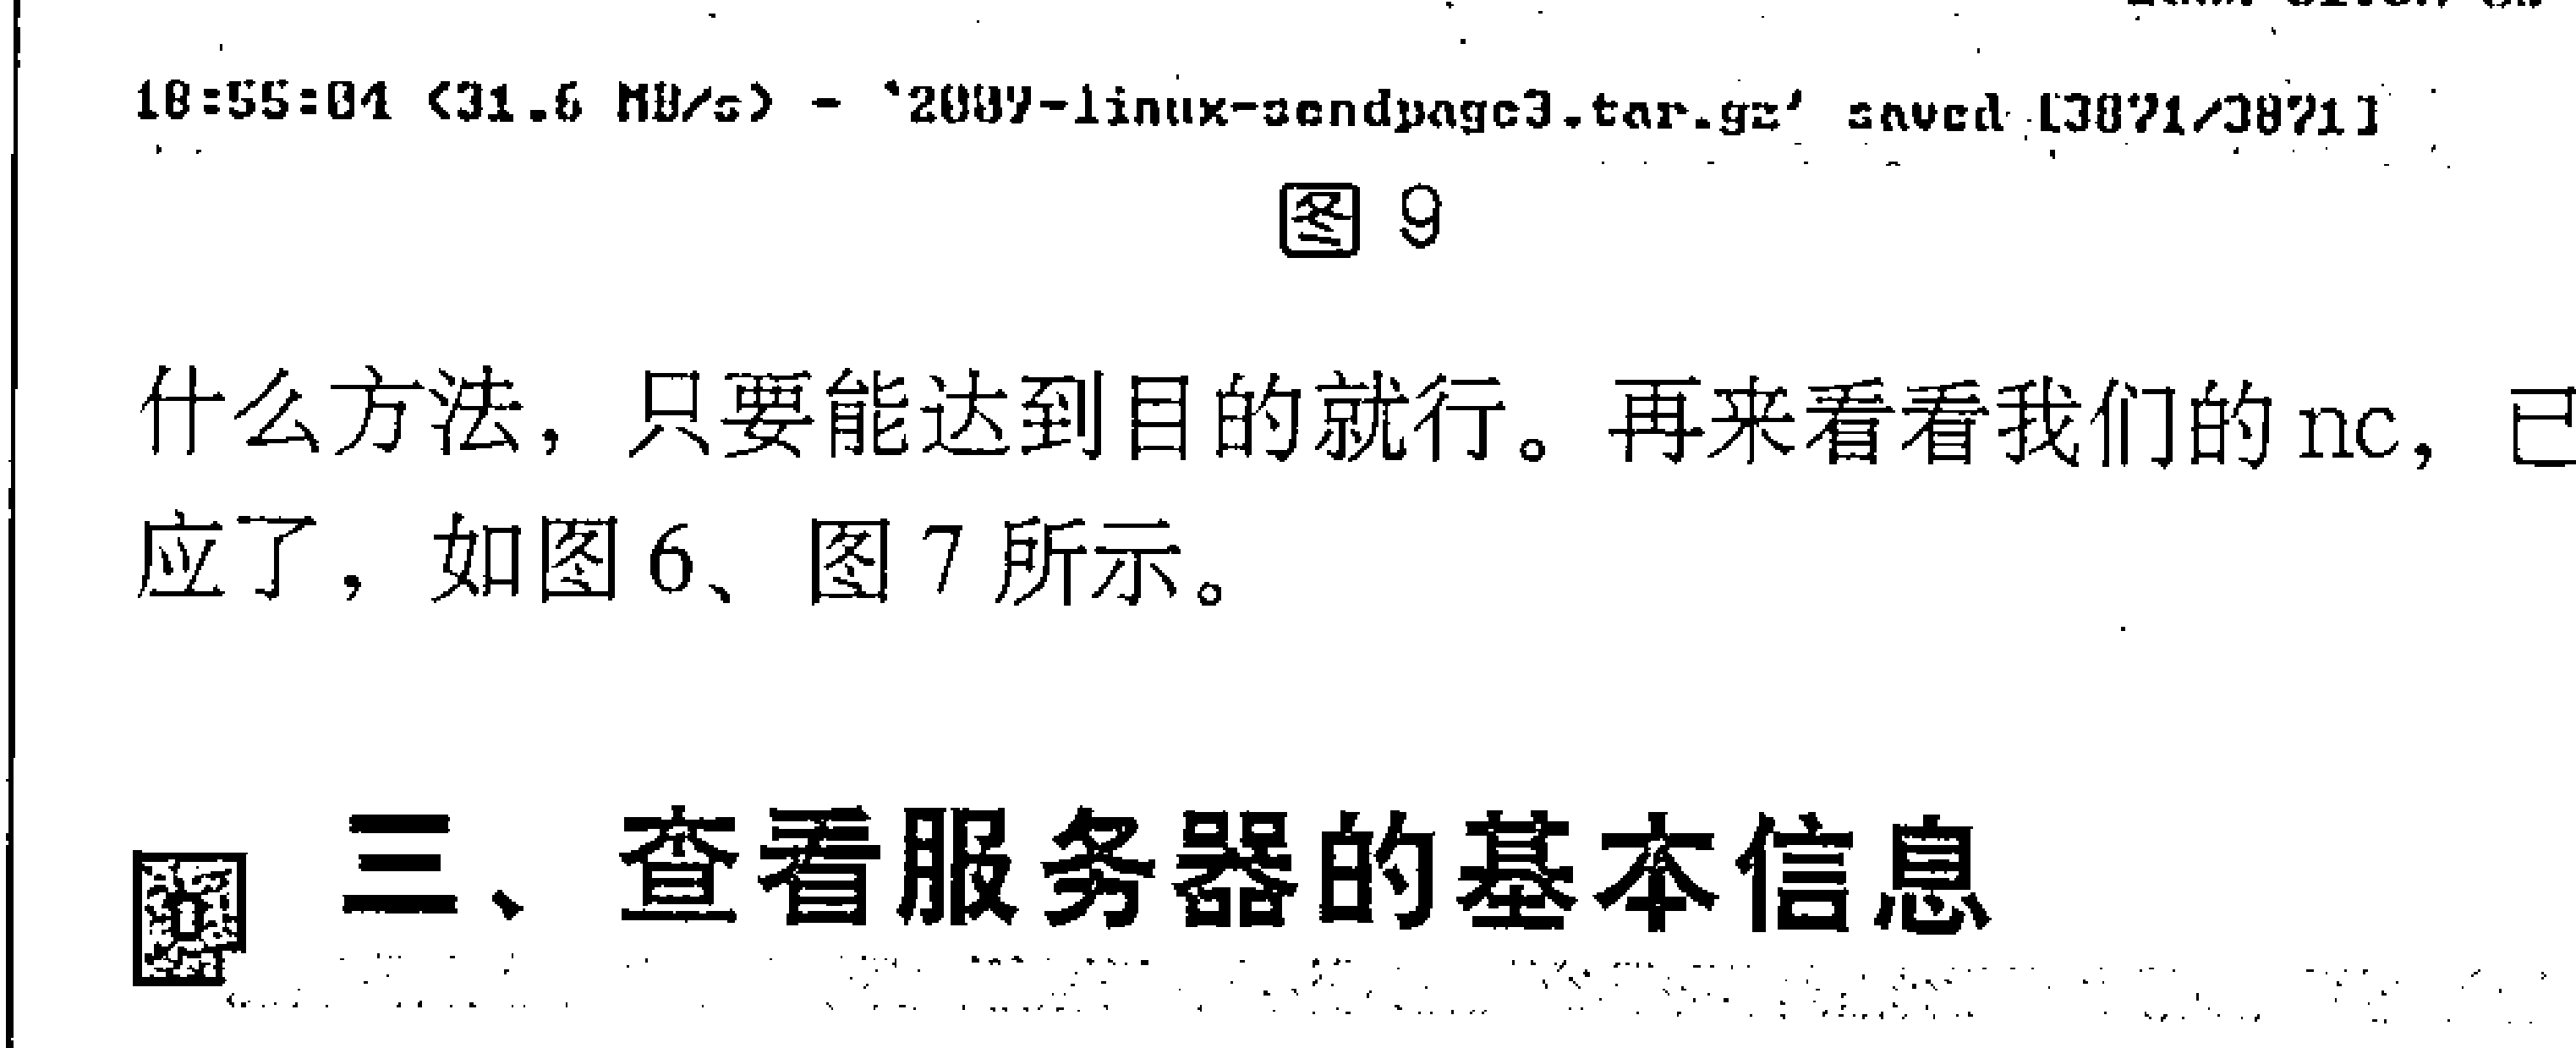 18:55:04 (31.6 MB/s) - `2009-linux-sendpage3.tar.gz' saved [3871/3871]
图 9
什么方法，只要能达到目的就行。再来看看我们的 nc，已
应了，如图 6、图 7 所示。
三、查看服务器的基本信息